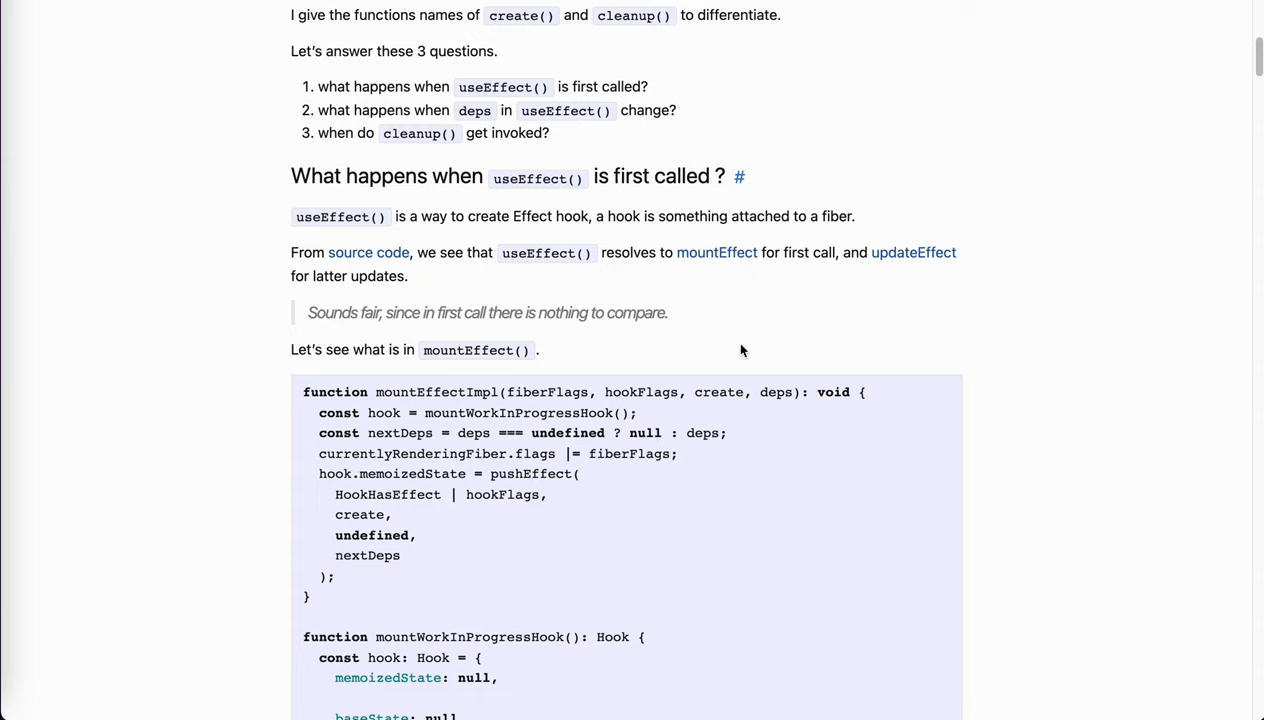 I give the functions names of create() and cleanup() to differentiate.
Let’s answer these 3 questions.
1. what happens when useEffect() is first called?
2. what happens when deps in useEffect() change?
3. when do cleanup() get invoked?
What happens when useEffect() is first called ? #
useEffect() is a way to create Effect hook, a hook is something attached to a fiber.
From source code, we see that useEffect() resolves to mountEffect for first call, and updateEffect
for latter updates.
Sounds fair, since in first call there is nothing to compare.
Let’s see what is in mountEffect().
function mountEffectImpl(fiberFlags, hookFlags, create, deps): void {
const hook = mountWorkInProgressHook();
const nextDeps = deps === undefined ? null : deps;
currentlyRenderingFiber.flags |= fiberFlags;
hook.memoizedState = pushEffect(
HookHasEffect | hookFlags,
create,
undefined,
nextDeps
);
}
function mountWorkInProgressHook(): Hook {
const hook: Hook = {
memoizedState: null,
baseState: null